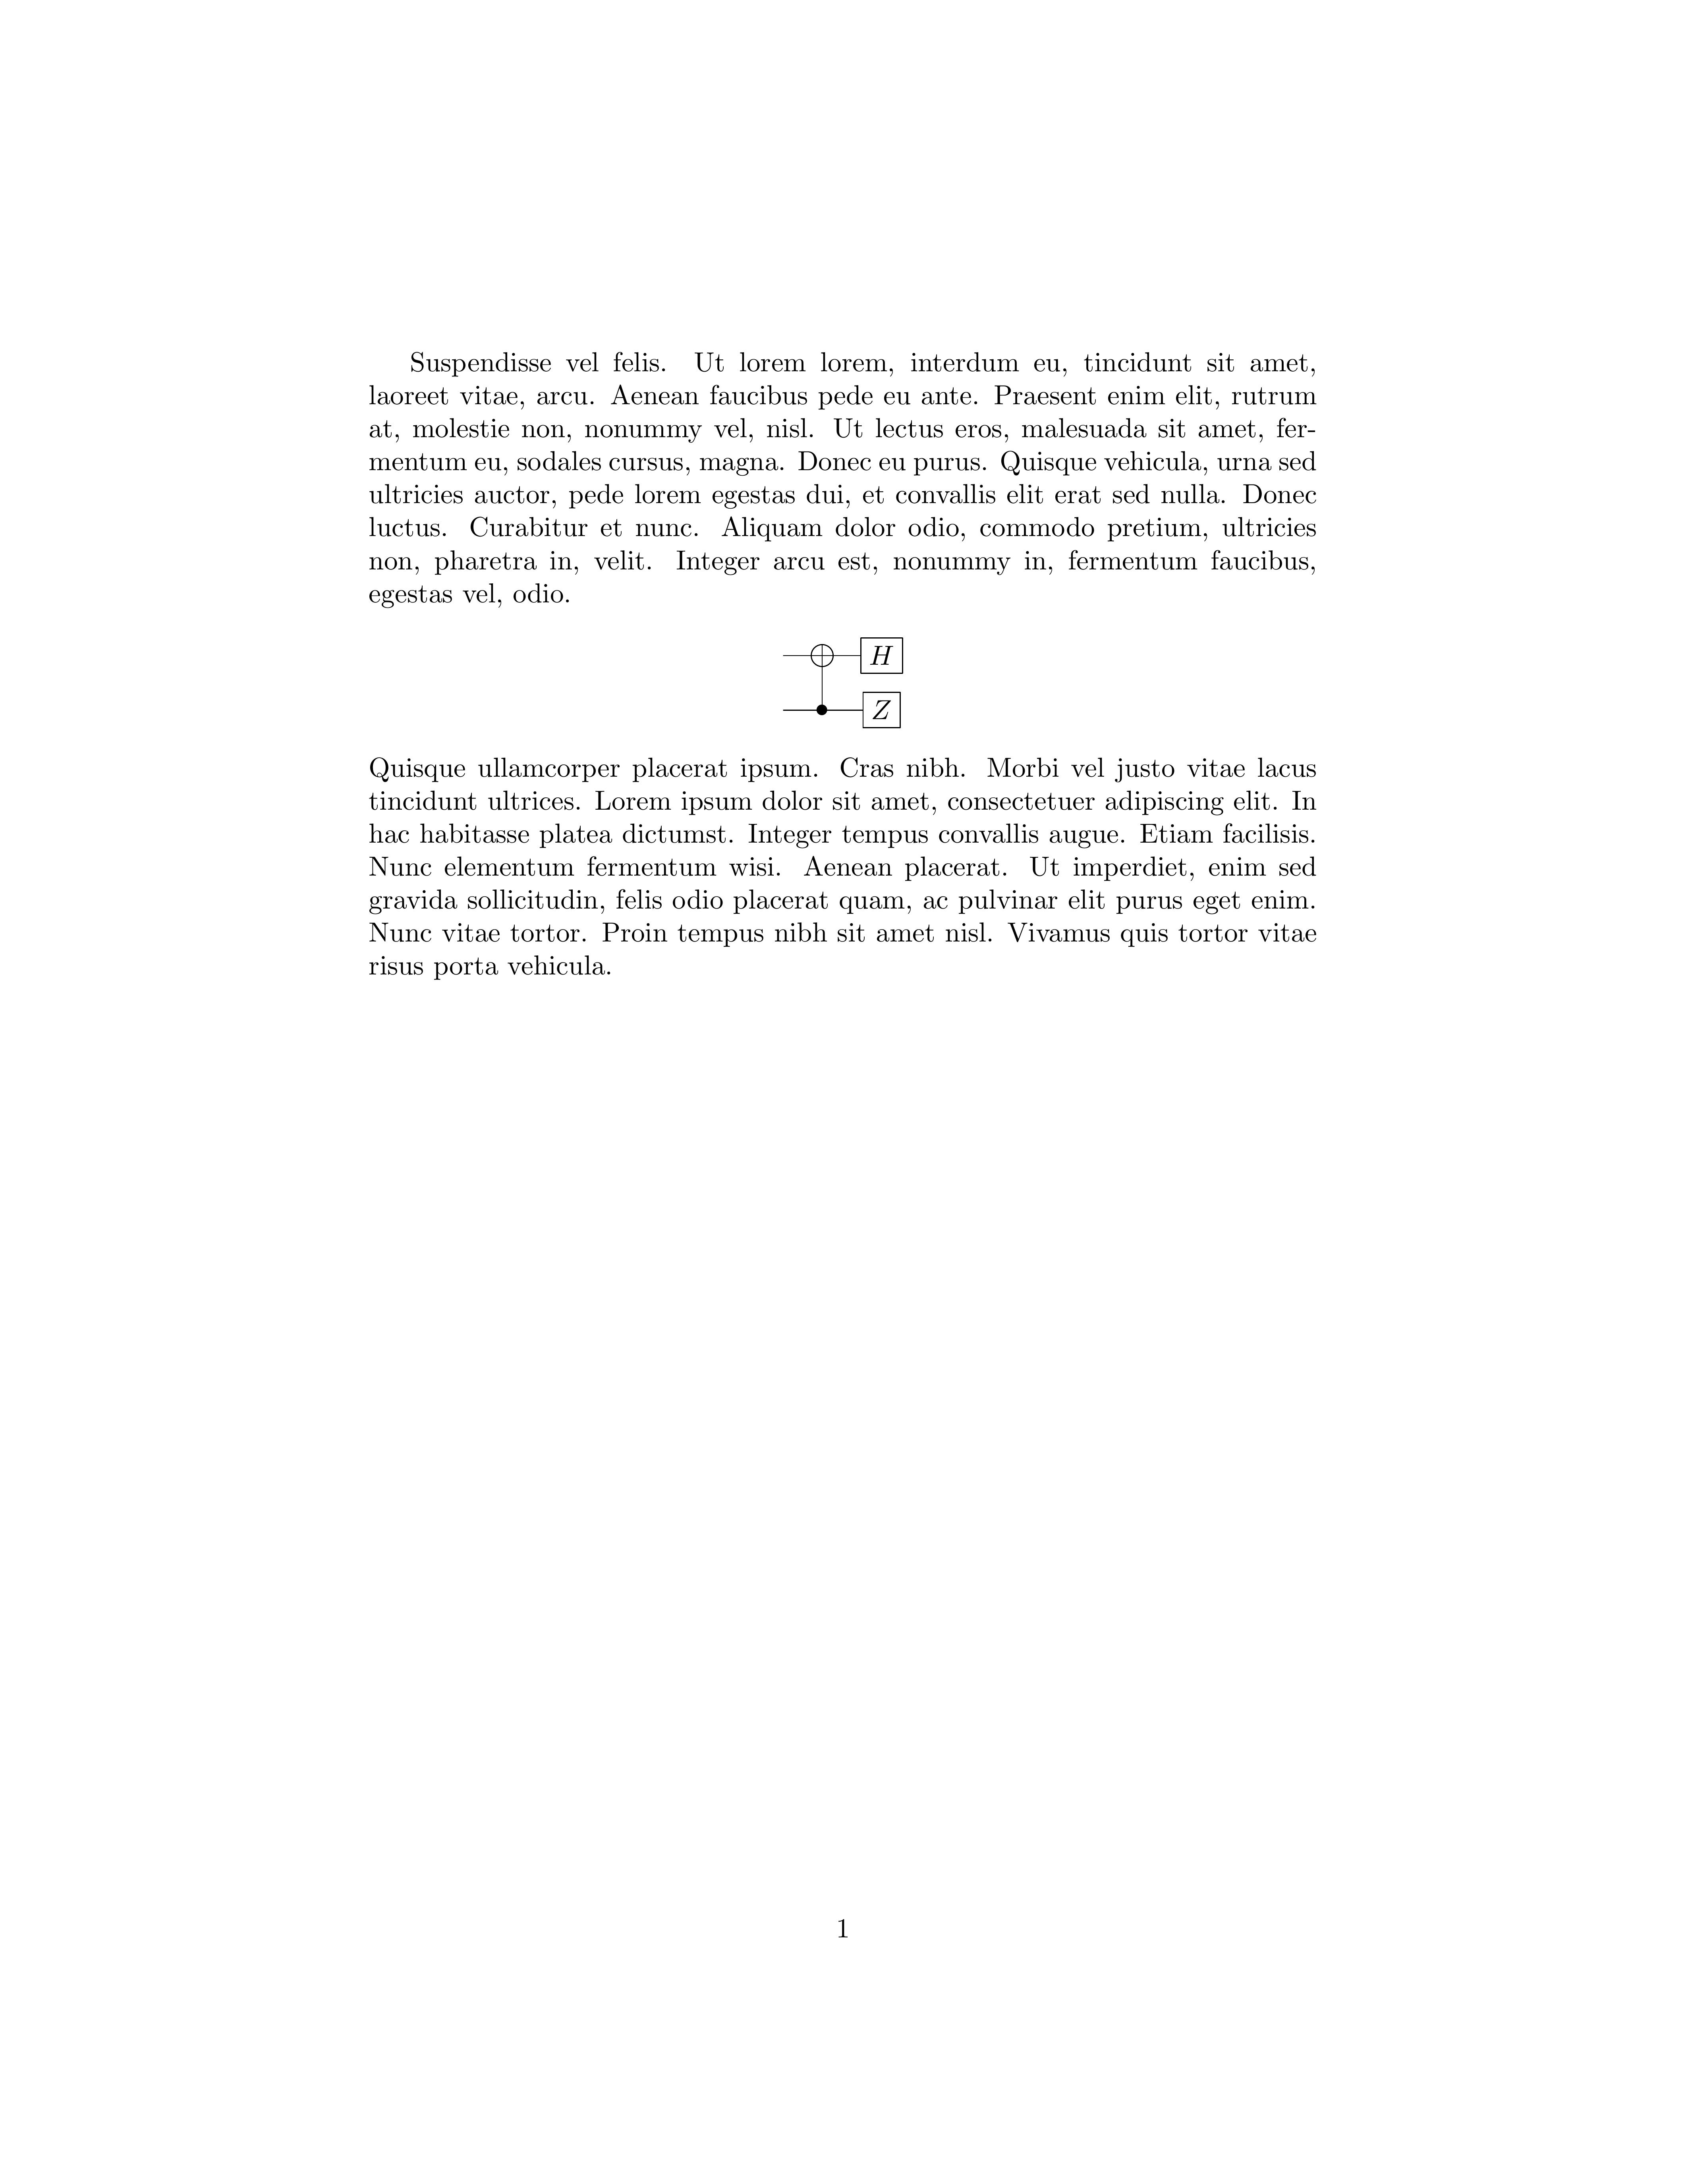 Suspendisse vel felis. Ut lorem lorem, interdum eu, tincidunt sit amet,
laoreet vitae, arcu. Aenean faucibus pede eu ante. Praesent enim elit, rutrum
at, molestie non, nonummy vel, nisl. Ut lectus eros, malesuada sit amet, fer-
mentum eu, sodales cursus, magna. Donec eu purus. Quisque vehicula, urna sed
ultricies auctor, pede lorem egestas dui, et convallis elit erat sed nulla. Donec
luctus. Curabitur et nunc. Aliquam dolor odio, commodo pretium, ultricies
non, pharetra in, velit. Integer arcu est, nonummy in, fermentum faucibus,
egestas vel, odio.
H
Z
Quisque ullamcorper placerat ipsum. Cras nibh. Morbi vel justo vitae lacus
tincidunt ultrices. Lorem ipsum dolor sit amet, consectetuer adipiscing elit. In
hac habitasse platea dictumst. Integer tempus convallis augue. Etiam facilisis.
Nunc elementum fermentum wisi. Aenean placerat. Ut imperdiet, enim sed
gravida sollicitudin, felis odio placerat quam, ac pulvinar elit purus eget enim.
Nunc vitae tortor. Proin tempus nibh sit amet nisl. Vivamus quis tortor vitae
risus porta vehicula.
1